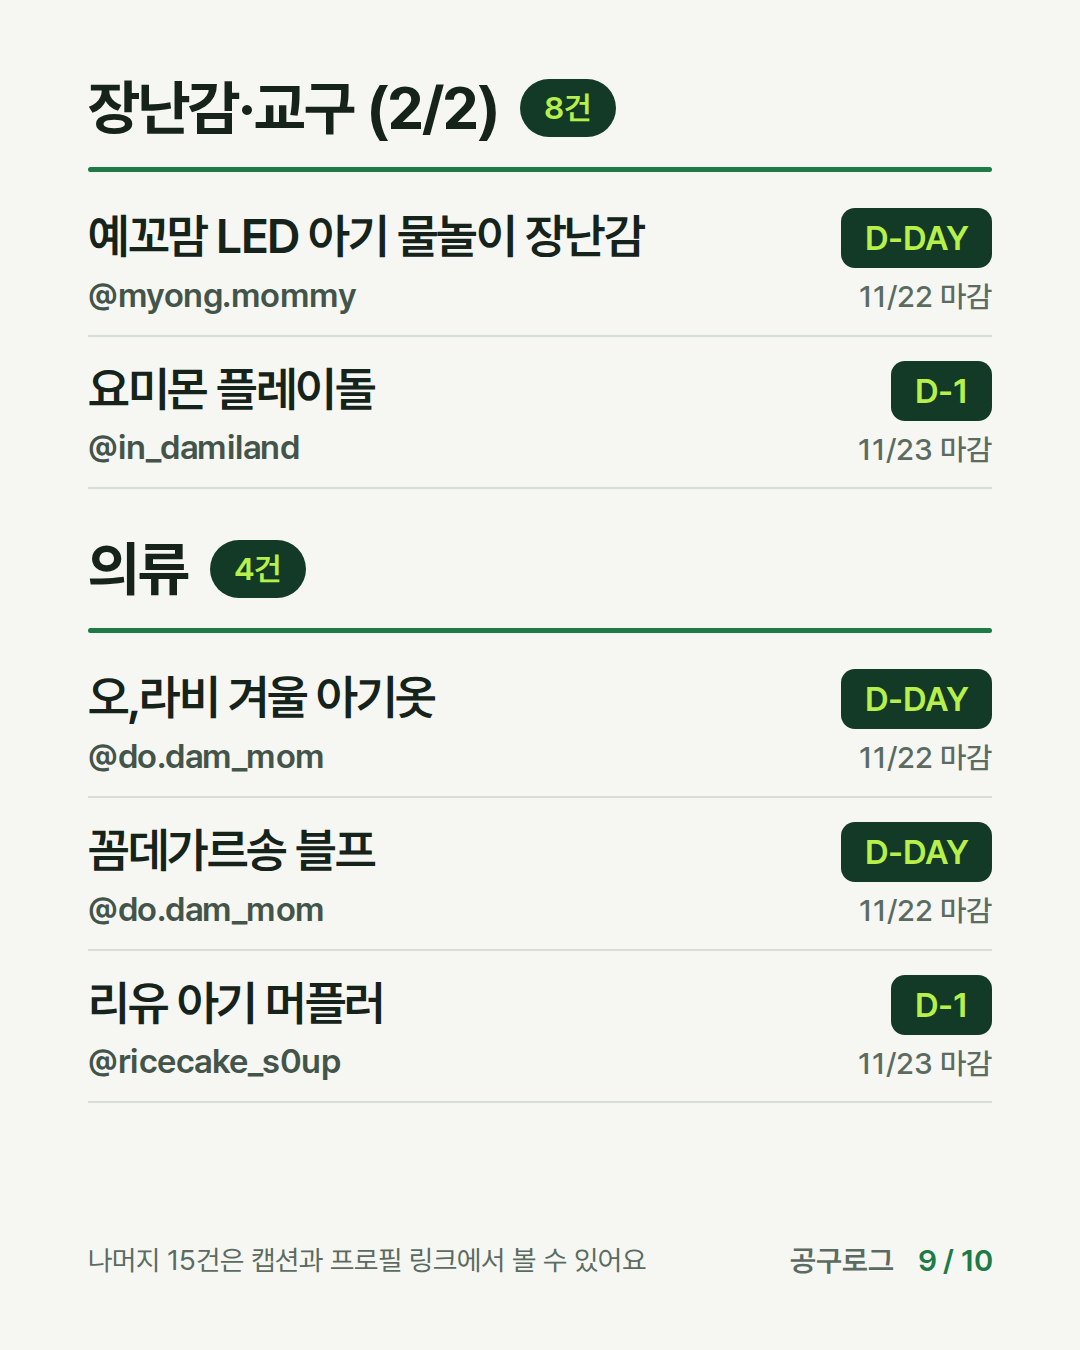 장난감·교구 (2/2) 8건
예꼬맘 LED 아기 물놀이 장난감 D-DAY
@myong.mommy 11/22 마감
요미몬 플레이돌 D-1
@in_damiland 11/23 마감
의류 4건
오,라비 겨울 아기옷 D-DAY
@do.dam_mom 11/22 마감
꼼데가르송 블프 D-DAY
@do.dam_mom 11/22 마감
리유 아기 머플러 D-1
@ricecake_s0up 11/23 마감
나머지 15건은 캡션과 프로필 링크에서 볼 수 있어요 공구로그 9 / 10